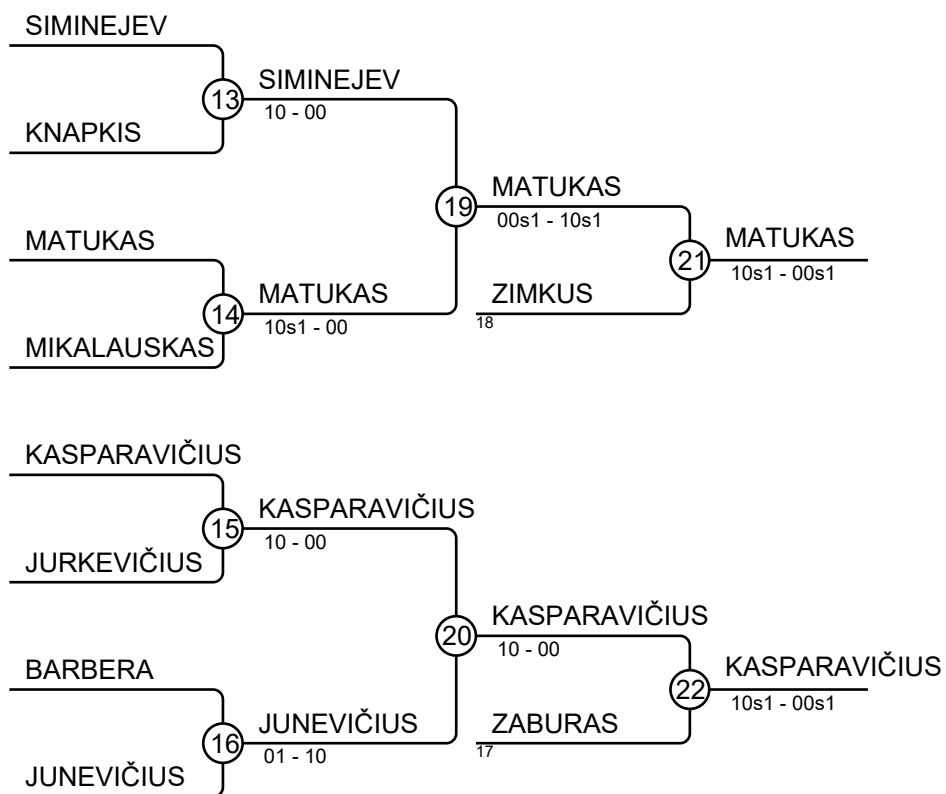 SIMINEJEV
SIMINEJEV
13
10 - 00
KNAPKIS
MATUKAS
19
00s1 - 10s1
MATUKAS
MATUKAS
21
10s1 - 00s1
MATUKAS
ZIMKUS
14
10s1 - 00
18
MIKALAUSKAS
KASPARAVIČIUS
KASPARAVIČIUS
15
10 - 00
JURKEVIČIUS
KASPARAVIČIUS
20
10 - 00
BARBERA
KASPARAVIČIUS
22
10s1 - 00s1
JUNEVIČIUS
ZABURAS
16
01 - 10
17
JUNEVIČIUS